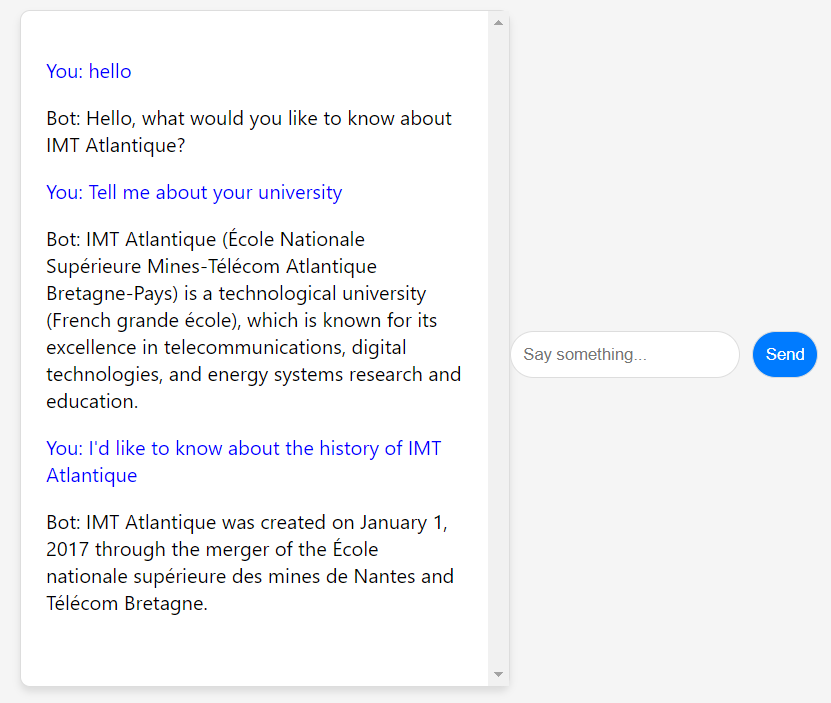 You: hello
Bot: Hello, what would you like to know about
IMT Atlantique?
You: Tell me about your university
Bot: IMT Atlantique (École Nationale
Supérieure Mines-Télécom Atlantique
Bretagne-Pays) is a technological university
(French grande école), which is known for its
excellence in telecommunications, digital
technologies, and energy systems research and
education.
You: I'd like to know about the history of IMT
Atlantique
Bot: IMT Atlantique was created on January 1,
2017 through the merger of the École
nationale supérieure des mines de Nantes and
Télécom Bretagne.
Say something...
Send